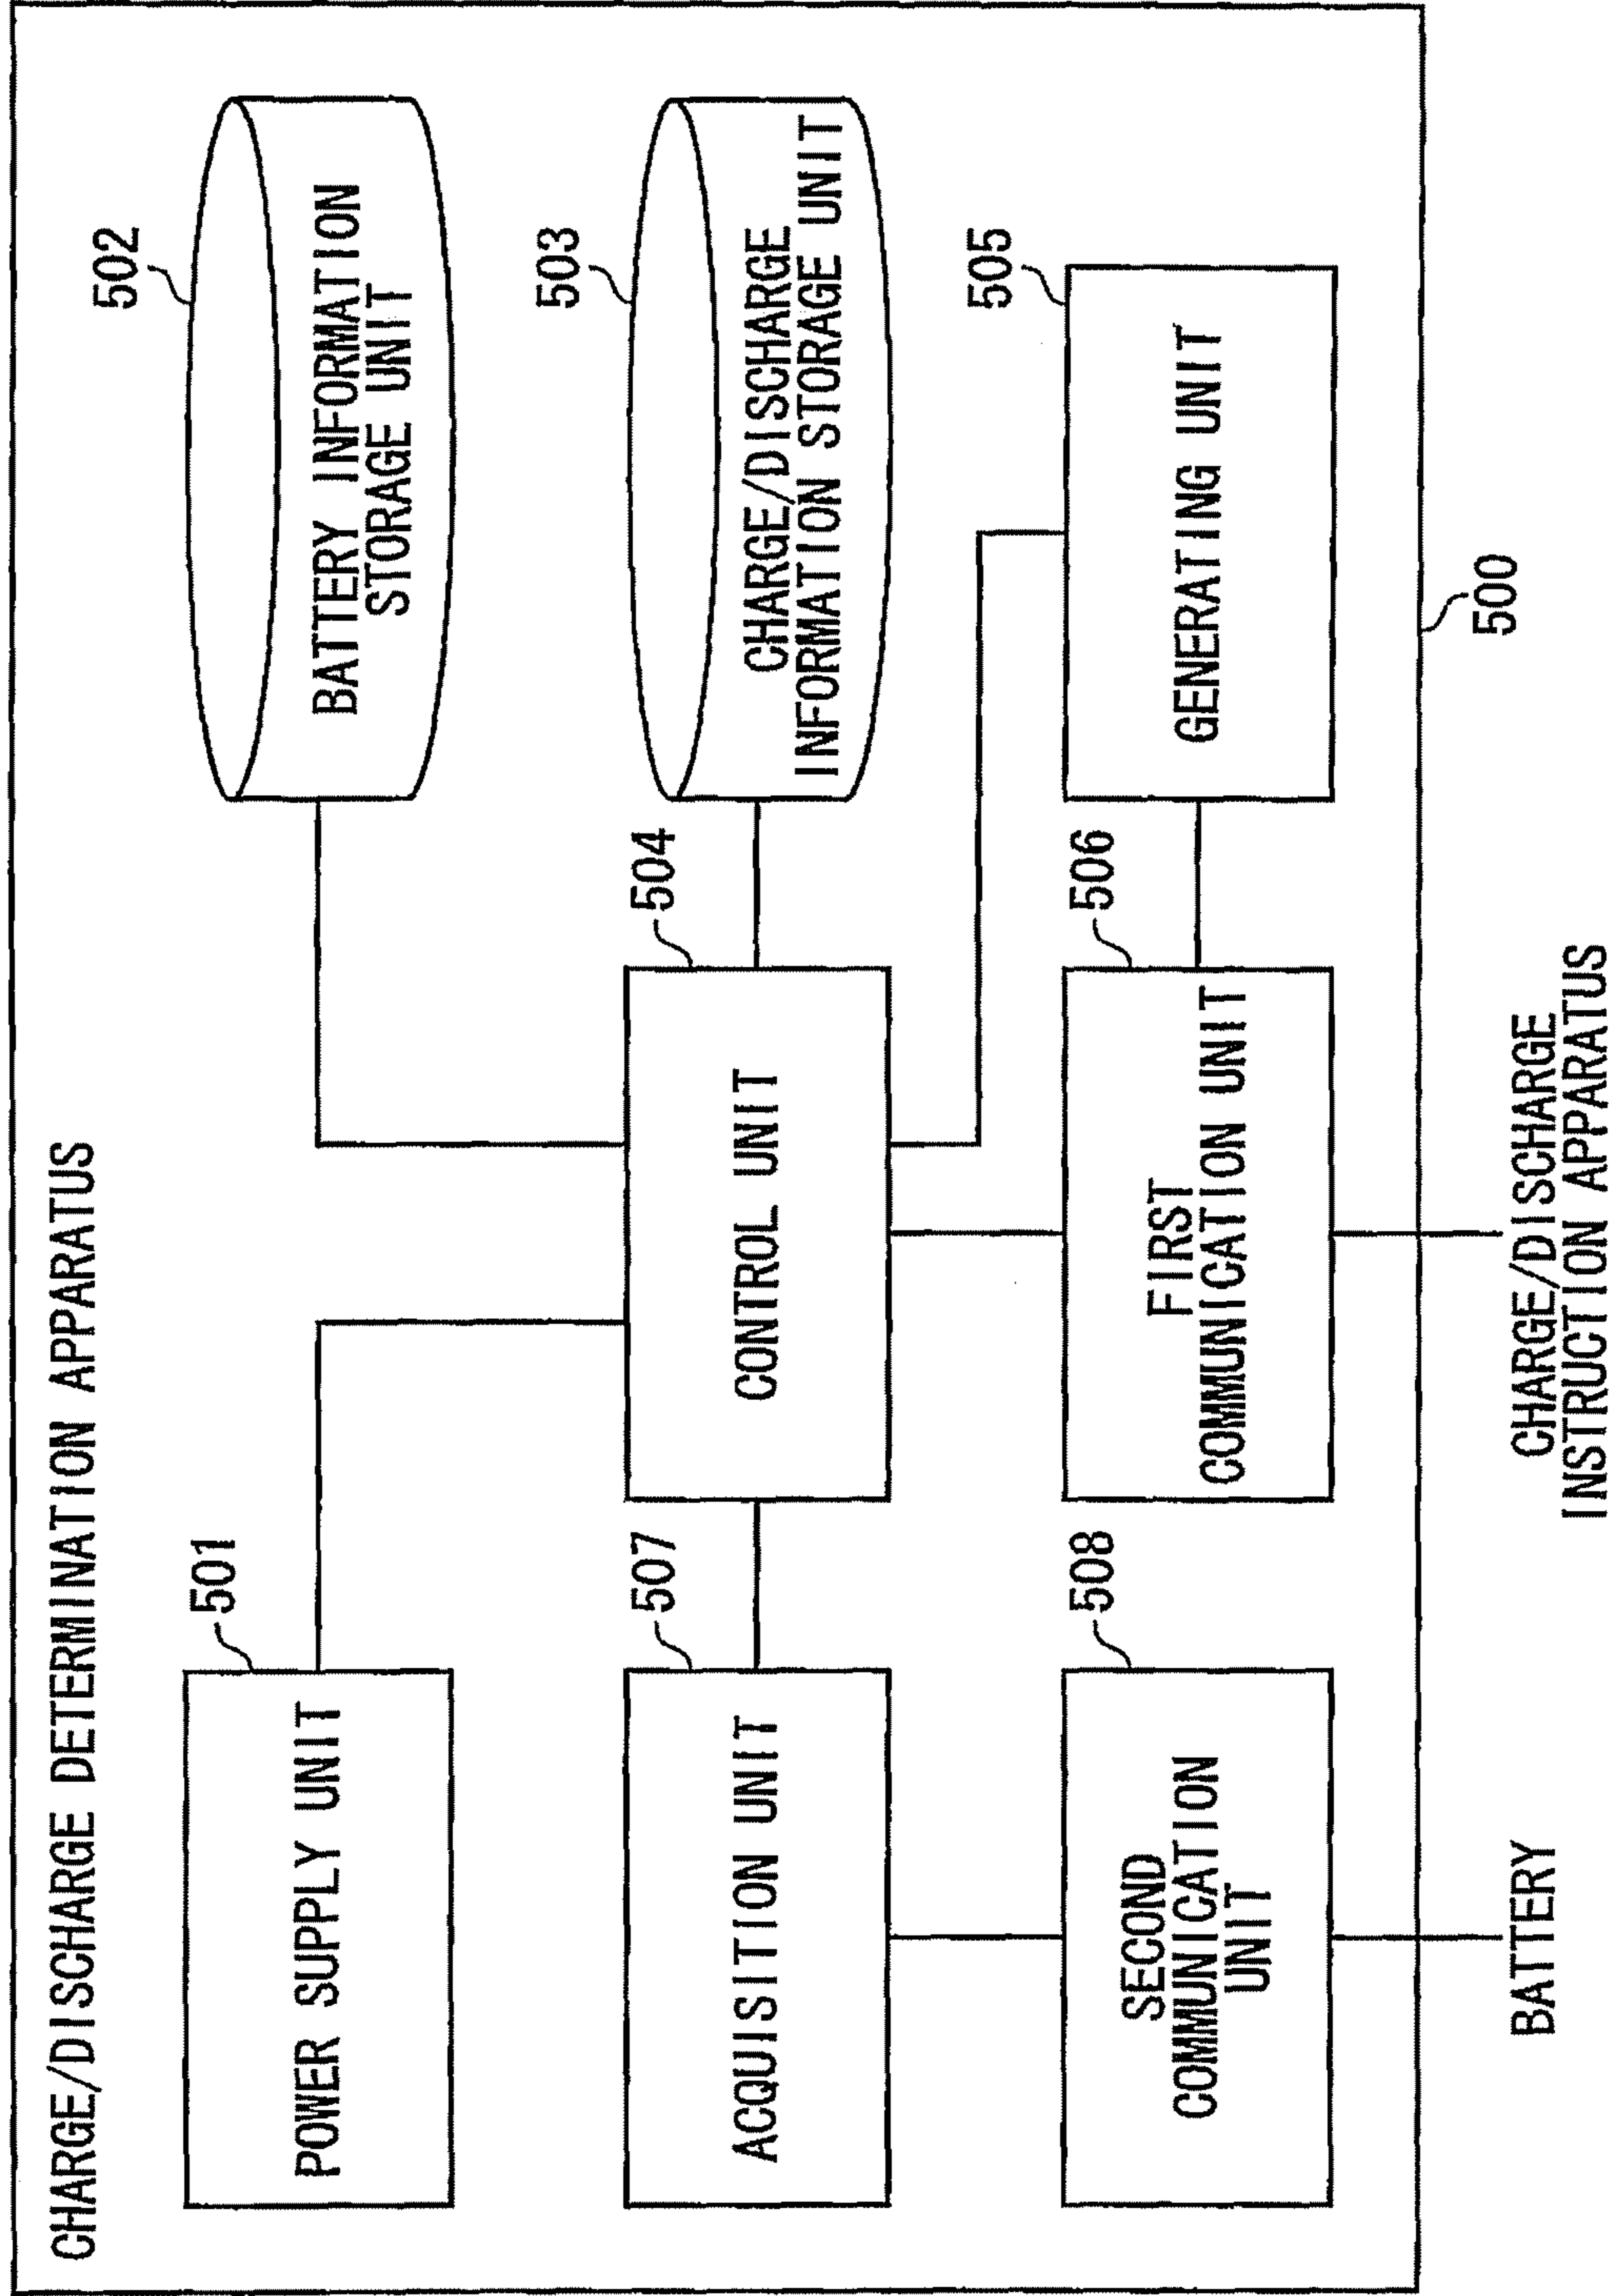 CHARGE/DISCHARGE DETERMINATION APPARATUS
501
POWER SUPPLY UNIT
502
BATTERY INFORMATION
STORAGE UNIT
507
ACQUISITION UNIT
504
CONTROL UNIT
503
CHARGE/DISCHARGE
INFORMATION STORAGE UNIT
508
SECOND
COMMUNICATION
UNIT
506
FIRST
COMMUNICATION UNIT
505
GENERATING UNIT
500
BATTERY
CHARGE/DISCHARGE
INSTRUCTION APPARATUS